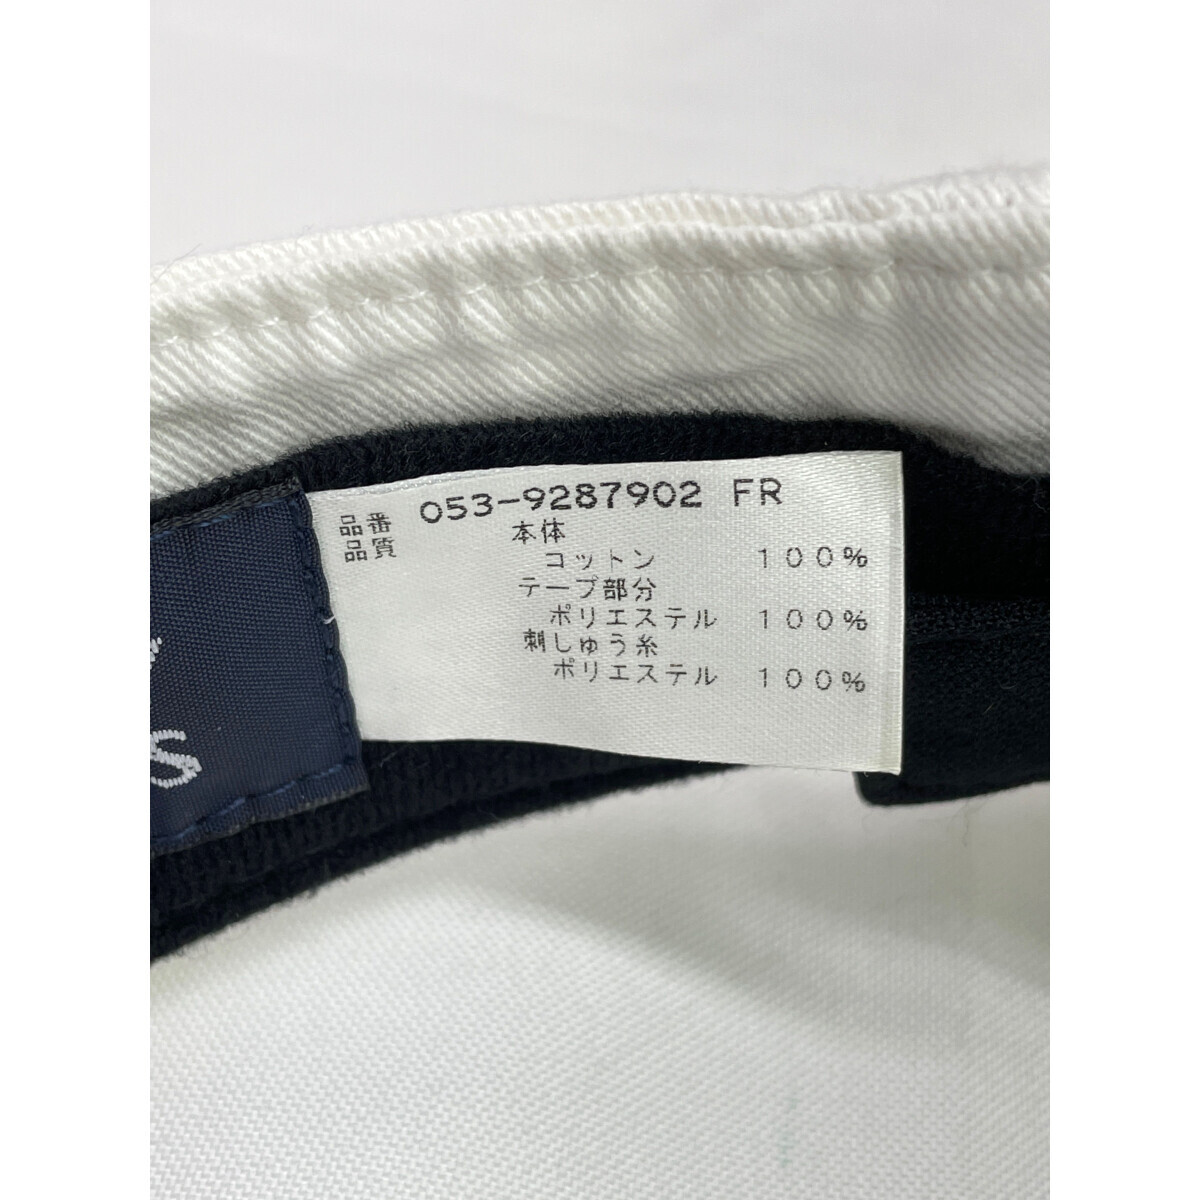 品番 053-9287902 FR
品質 本体
コットン 100%
テープ部分
ポリエステル 100%
刺しゅう糸
ポリエステル 100%
S